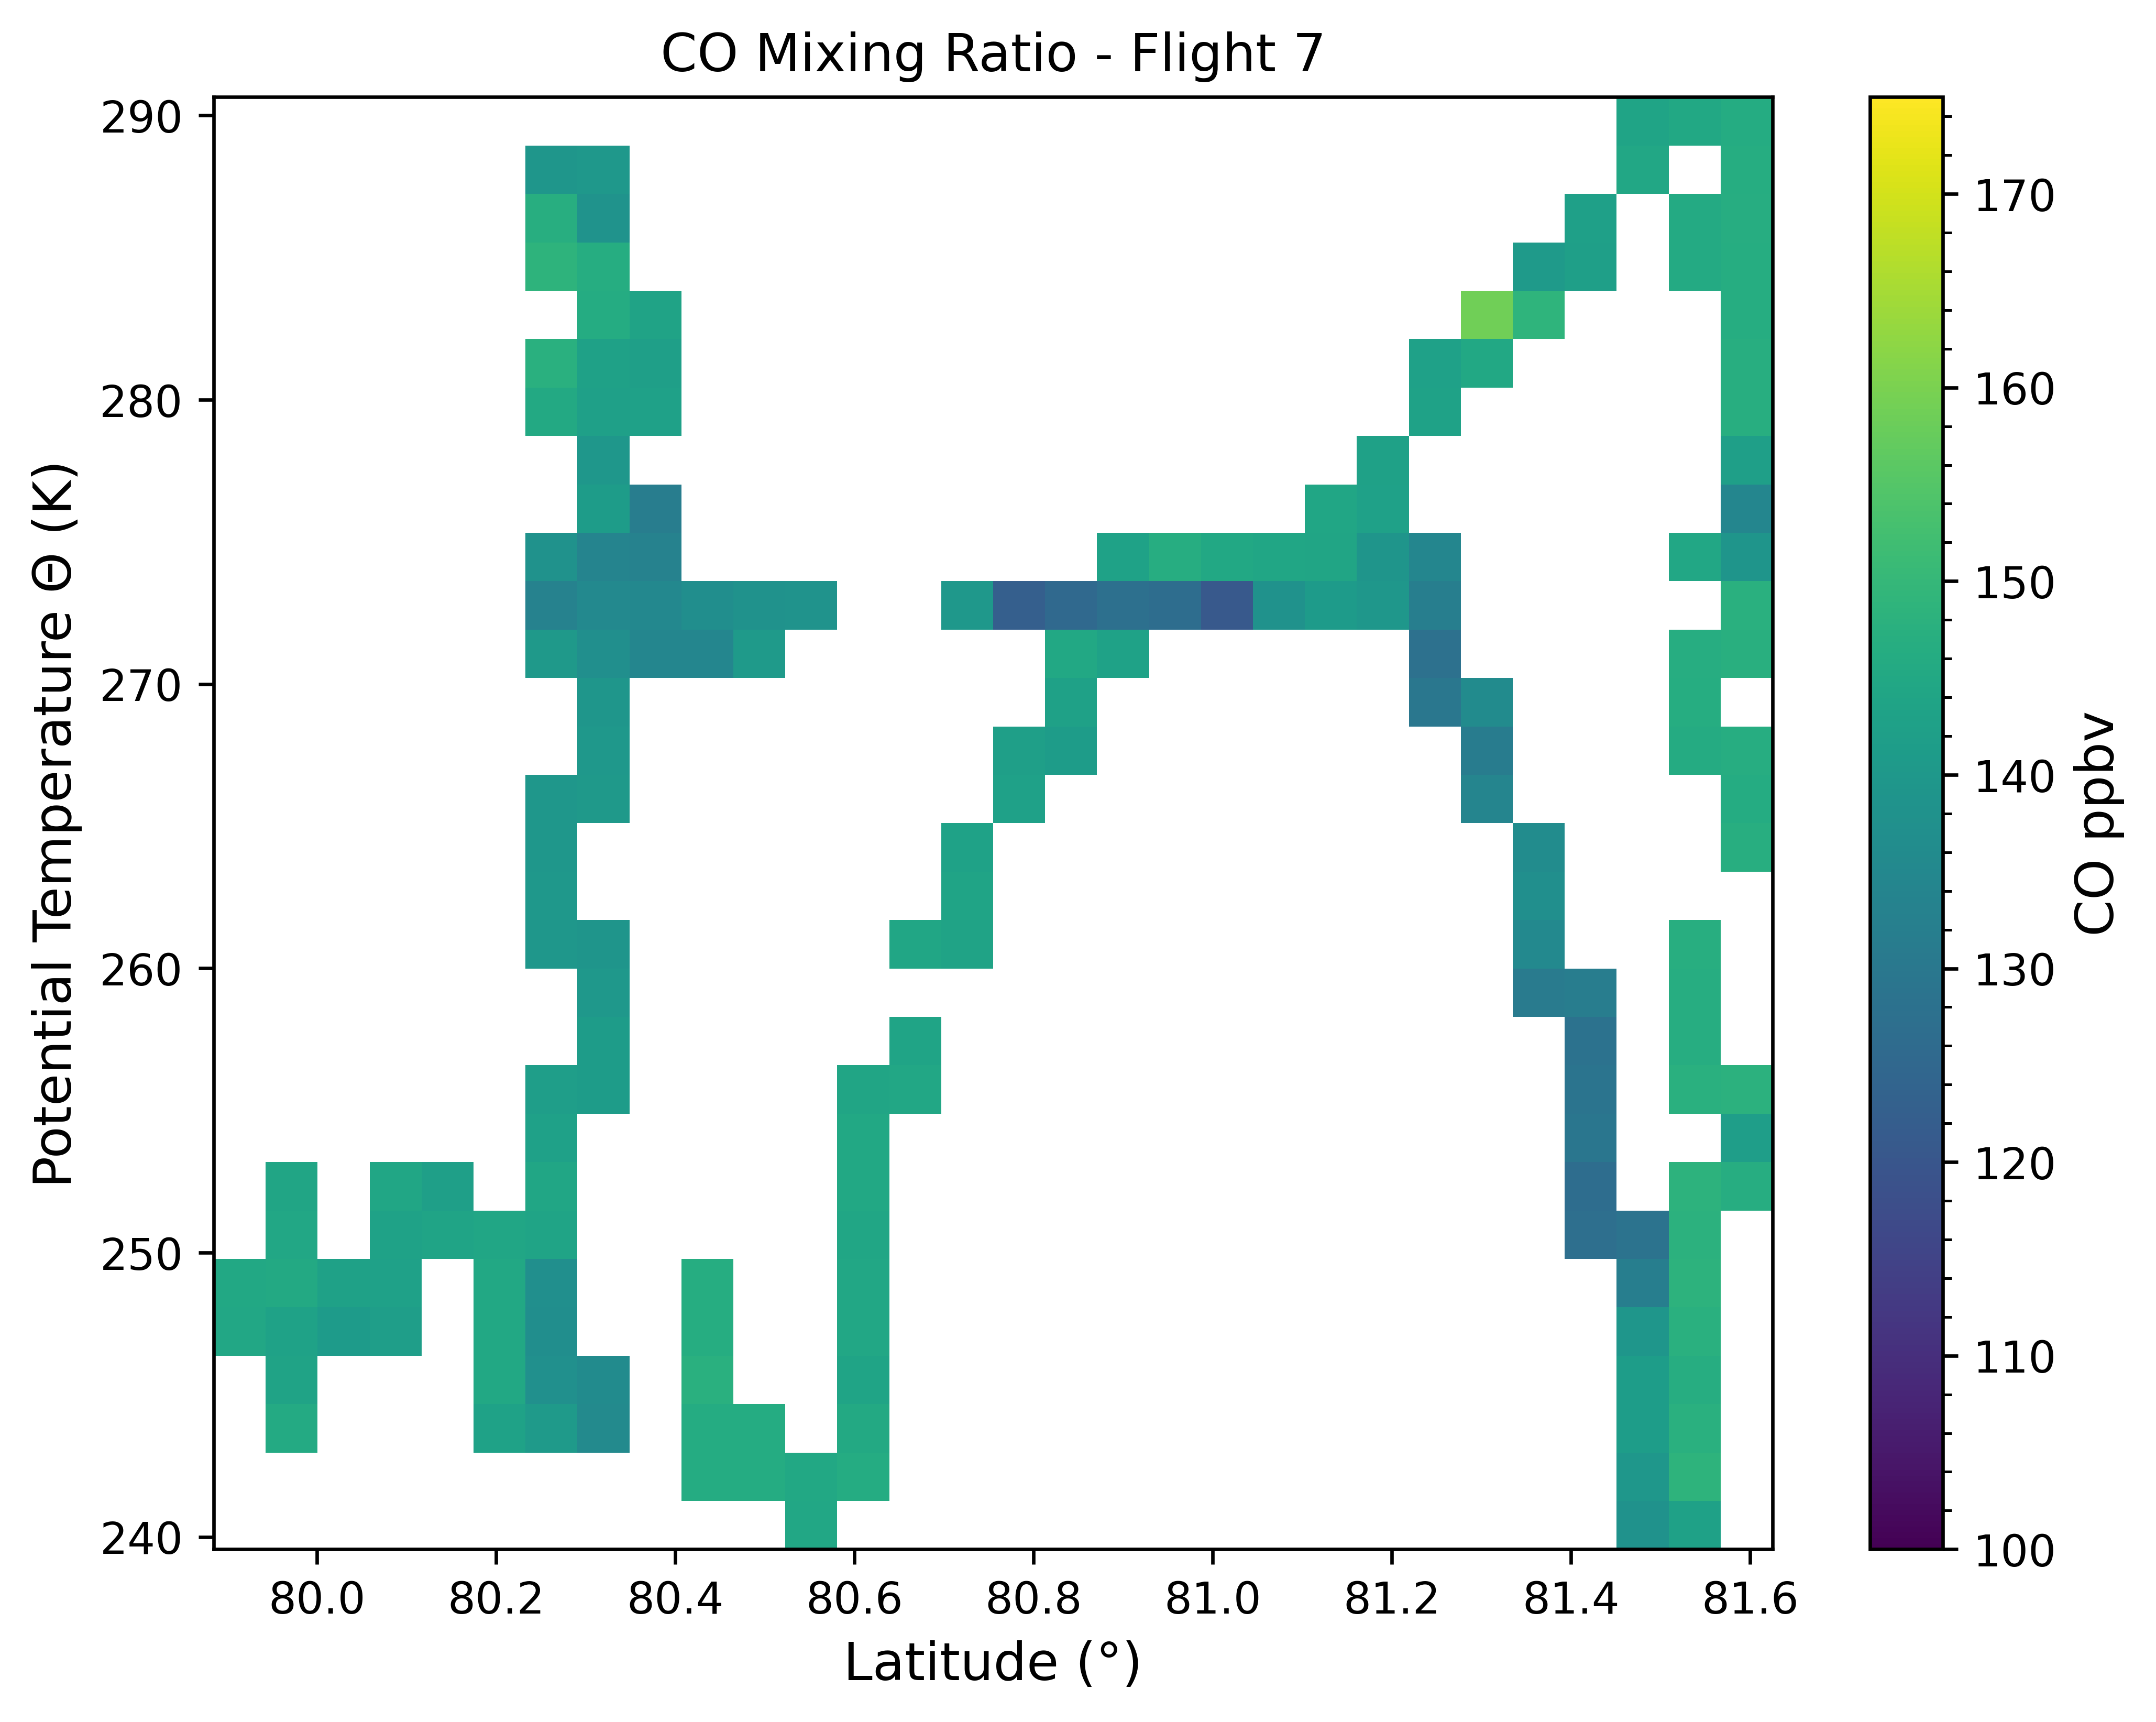 CO Mixing Ratio - Flight 7
290
280
270
260
250
240
Potential Temperature Θ (K)
80.0 80.2 80.4 80.6 80.8 81.0 81.2 81.4 81.6
Latitude (°)
170
160
150
140
130
120
110
100
CO ppbv